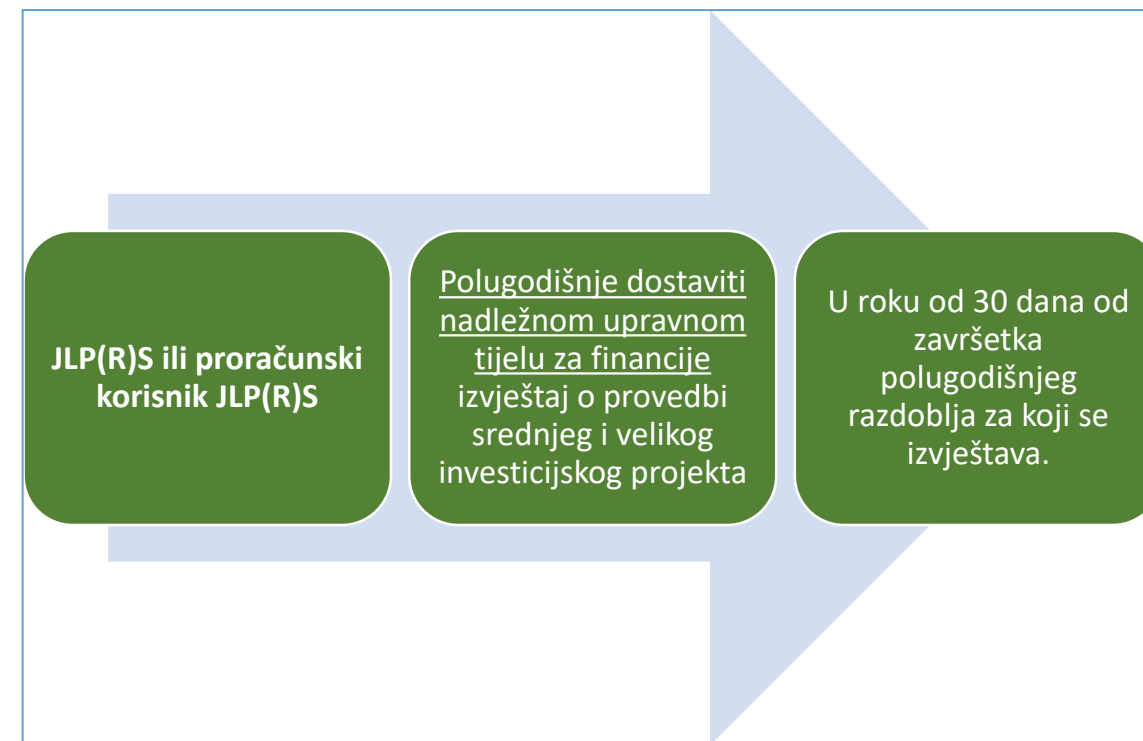 JLP(R)S ili proračunski
korisnik JLP(R)S
Polugodišnje dostaviti
nadležnom upravnom
tijelu za financije
izvještaj o provedbi
srednjeg i velikog
investicijskog projekta
U roku od 30 dana od
završetka
polugodišnjeg
razdoblja za koji se
izvještava.